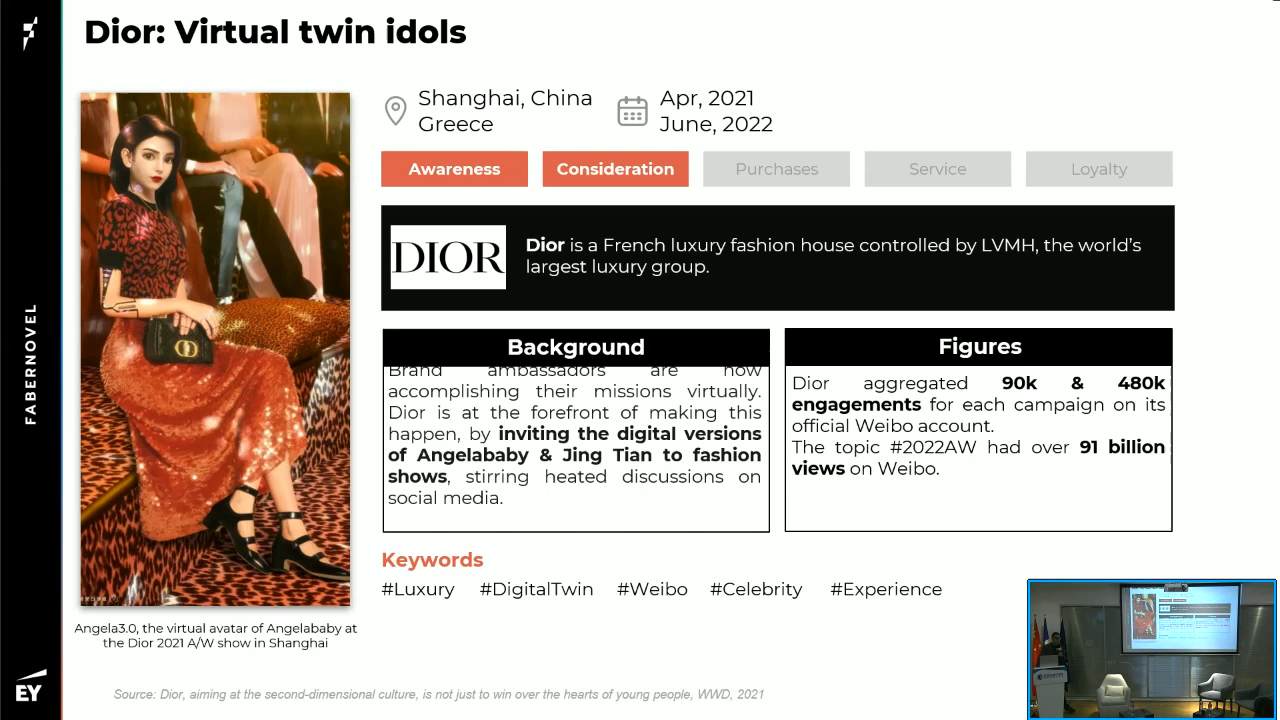 Dior: Virtual twin idols
Shanghai, China
Greece
Apr, 2021
June, 2022
Awareness
Consideration
Purchases
Service
Loyalty
DIOR
Dior is a French luxury fashion house controlled by LVMH, the world's
largest luxury group.
Background
Brand ambassadors are now
accomplishing their missions virtually.
Dior is at the forefront of making this
happen, by inviting the digital versions
of Angelababy & Jing Tian to fashion
shows, stirring heated discussions on
social media.
Figures
Dior aggregated 90k & 480k
engagements for each campaign on its
official Weibo account.
The topic #2022AW had over 91 billion
views on Weibo.
Keywords
#Luxury #DigitalTwin #Weibo #Celebrity #Experience
Angela3.0, the virtual avatar of Angelababy at
the Dior 2021 A/W show in Shanghai
Source: Dior, aiming at the second-dimensional culture, is not just to win over the hearts of young people, WWD, 2021
FABERNOVEL
EY